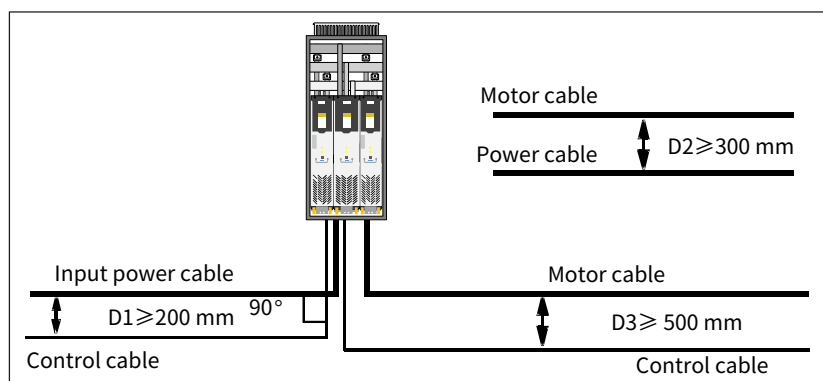 Motor cable
Power cable
D2≥300 mm
Input power cable
90°
D1≥200 mm
Control cable
Motor cable
D3≥ 500 mm
Control cable